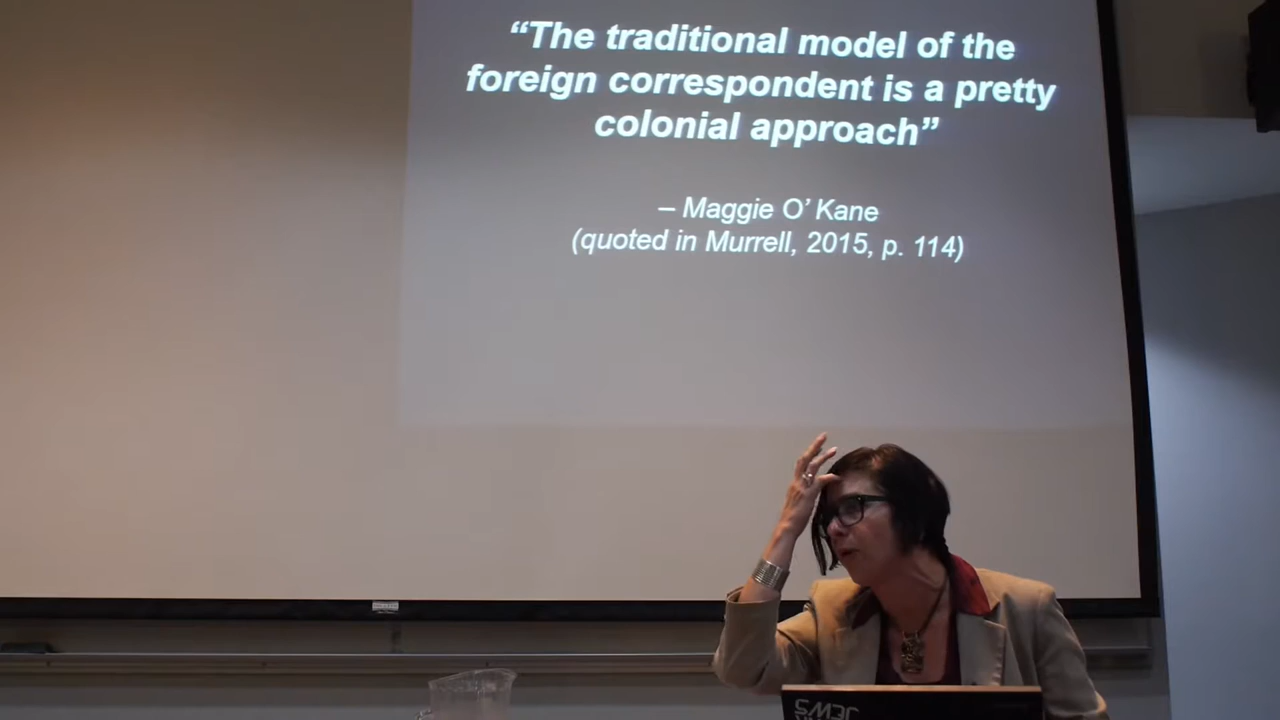 “The traditional model of the
foreign correspondent is a pretty
colonial approach”
– Maggie O’ Kane
(quoted in Murrell, 2015, p. 114)